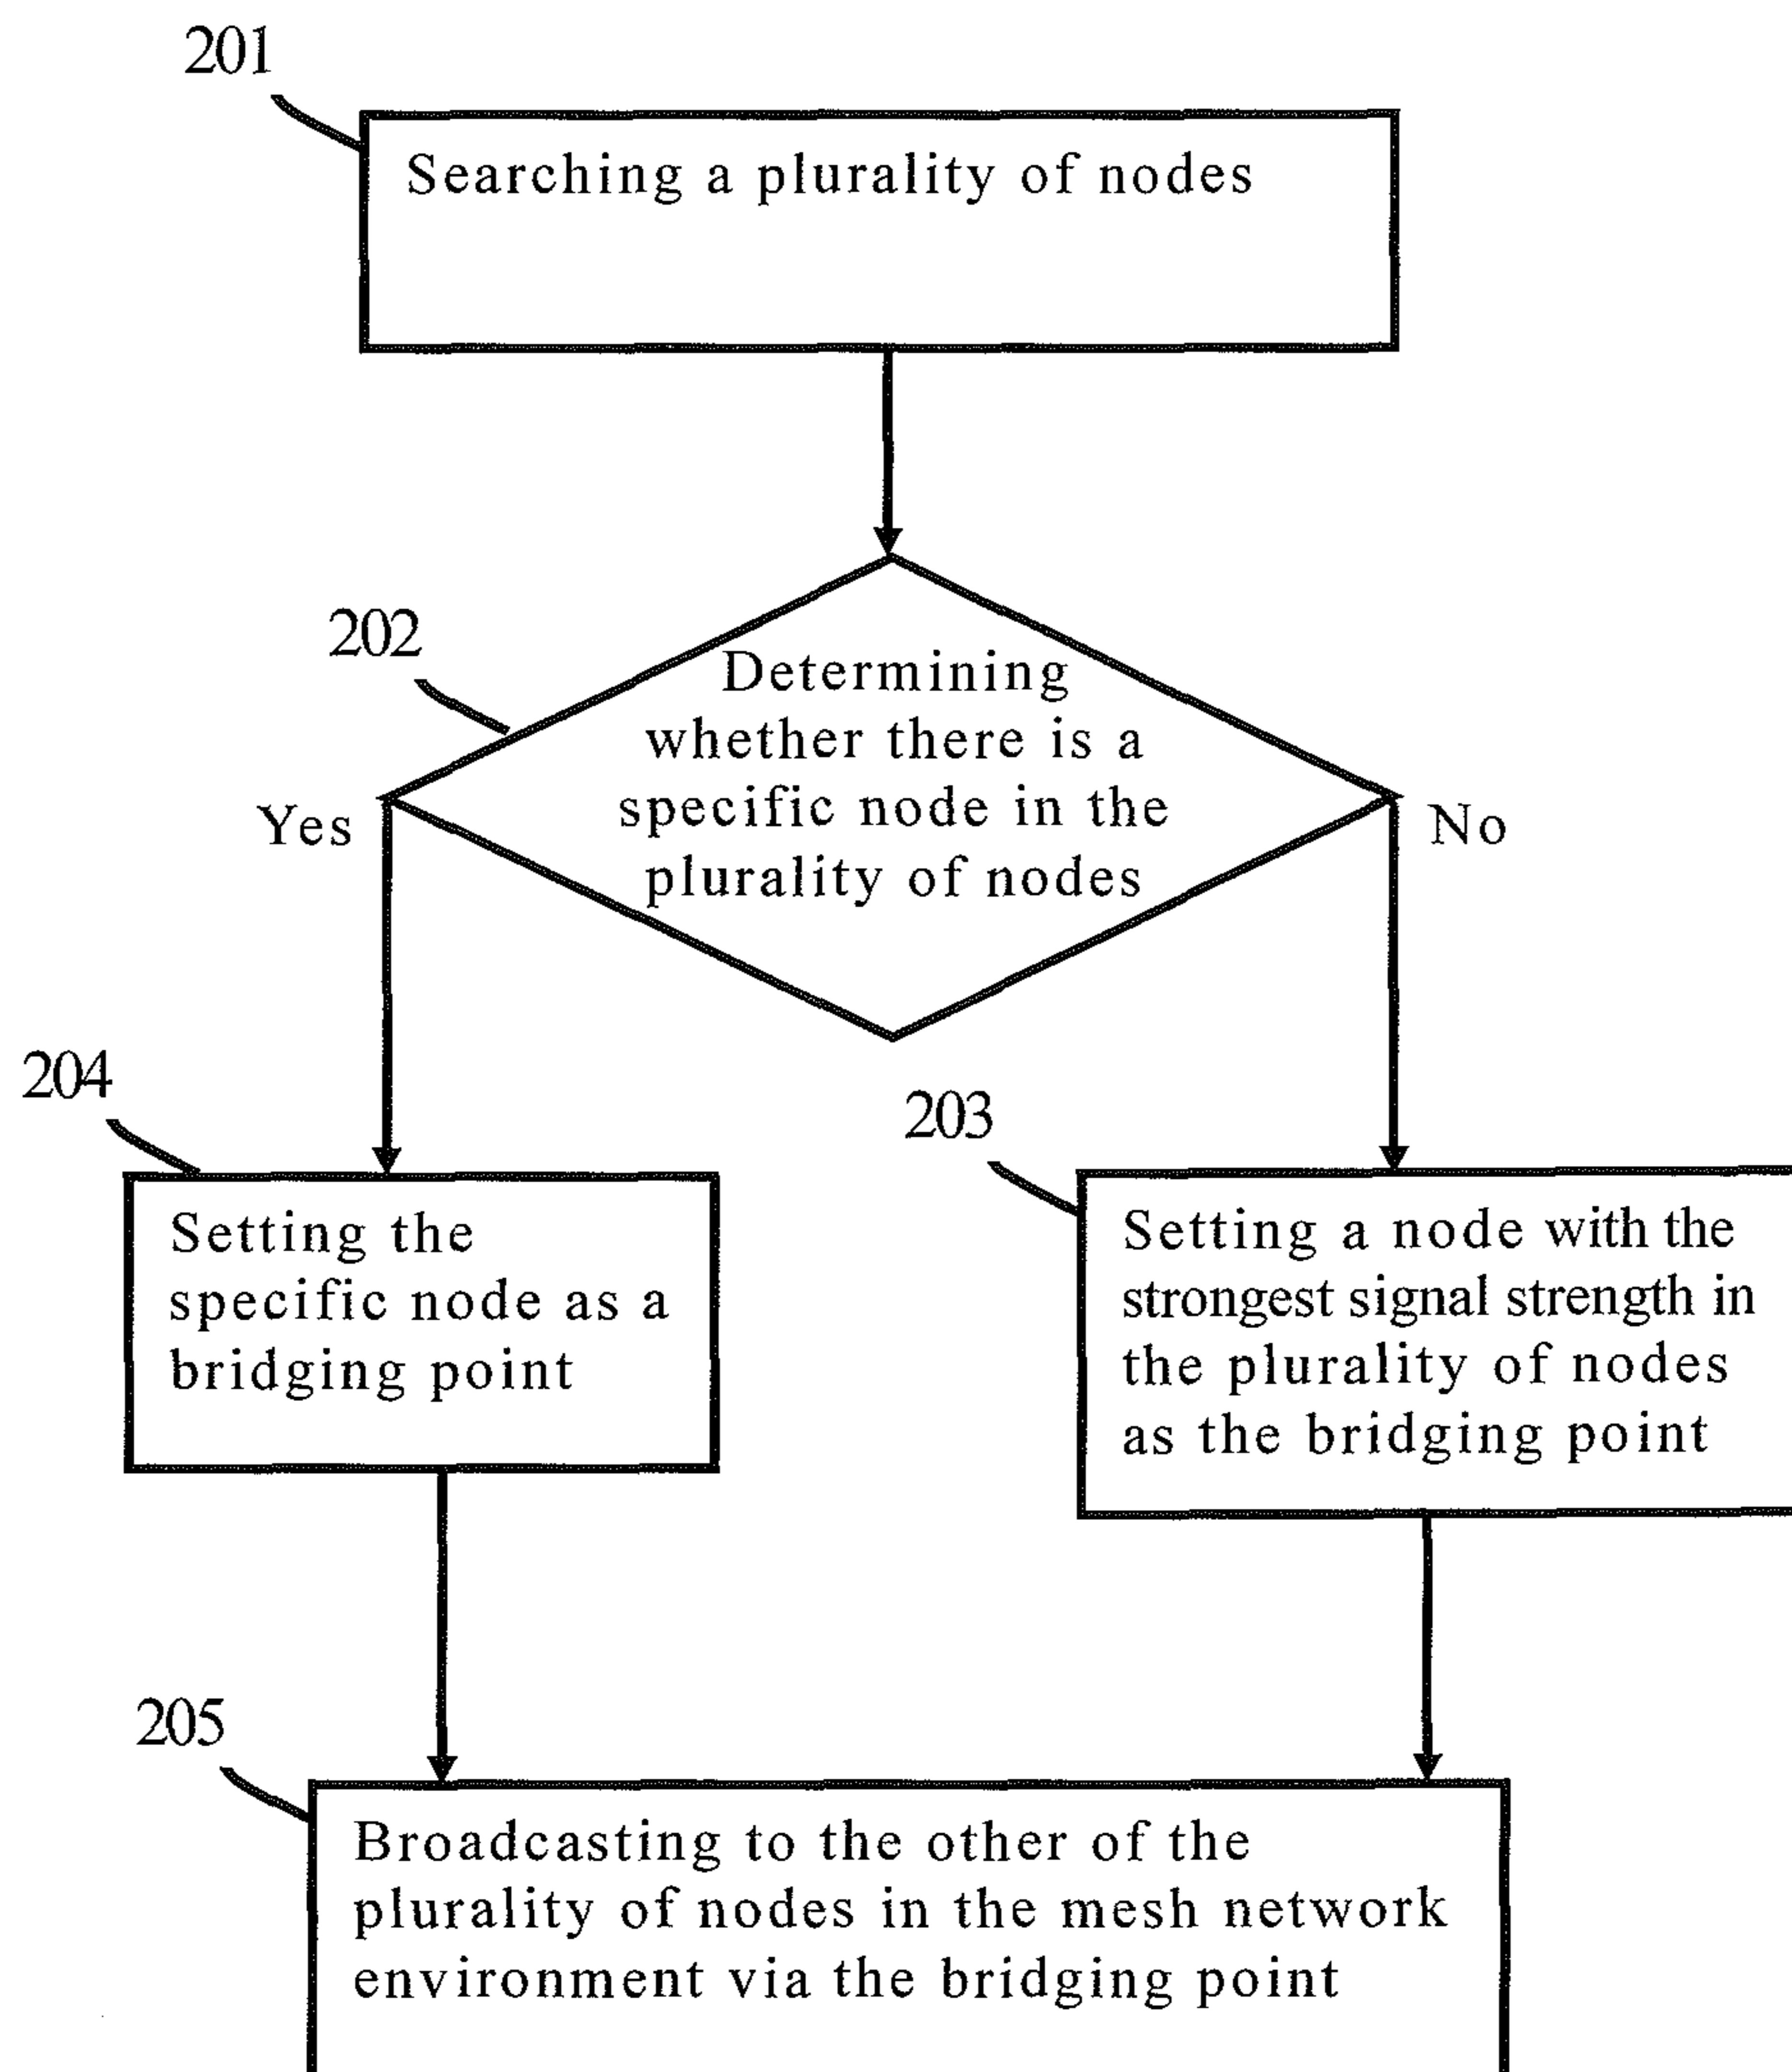 201
Searching a plurality of nodes
202
Determining
whether there is a
specific node in the
plurality of nodes
Yes
No
204
Setting the
specific node as a
bridging point
203
Setting a node with the
strongest signal strength in
the plurality of nodes
as the bridging point
205
Broadcasting to the other of the
plurality of nodes in the mesh network
environment via the bridging point